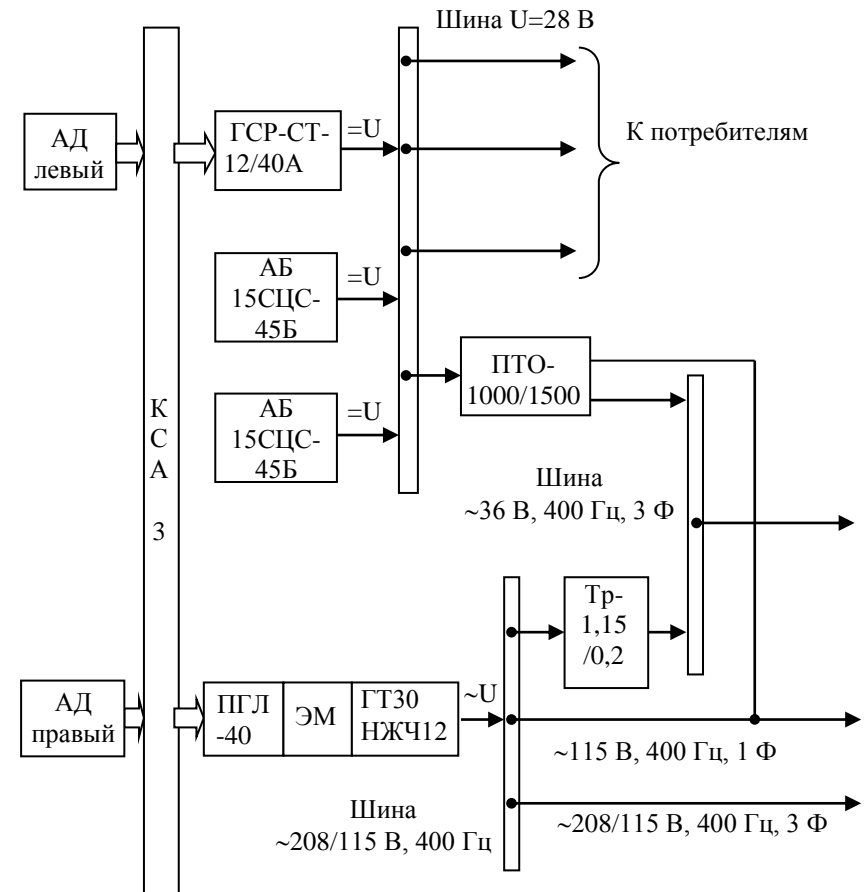 Шина U=28 В
АД
левый
ГСР-СТ-
12/40А
=U
К потребителям
АБ
15СЦС-
45Б
=U
АБ
15СЦС-
45Б
=U
ПТО-
1000/1500
К
С
А
3
Шина
~36 В, 400 Гц, 3 Ф
Тр-
1,15
/0,2
АД
правый
ПГЛ
-40
ЭМ
ГТ30
НЖЧ12
~U
~115 В, 400 Гц, 1 Ф
Шина
~208/115 В, 400 Гц
~208/115 В, 400 Гц, 3 Ф